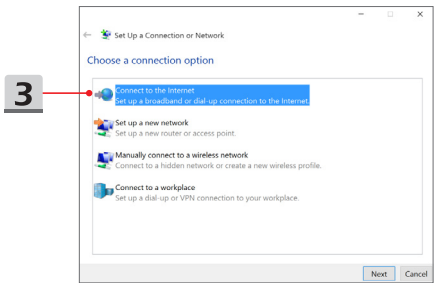 Set Up a Connection or Network
Choose a connection option
3
Connect to the Internet
Set up a broadband or dial-up connection to the Internet.
Set up a new network
Set up a new router or access point.
Manually connect to a wireless network
Connect to a hidden network or create a new wireless profile.
Connect to a workplace
Set up a dial-up or VPN connection to your workplace.
Next Cancel